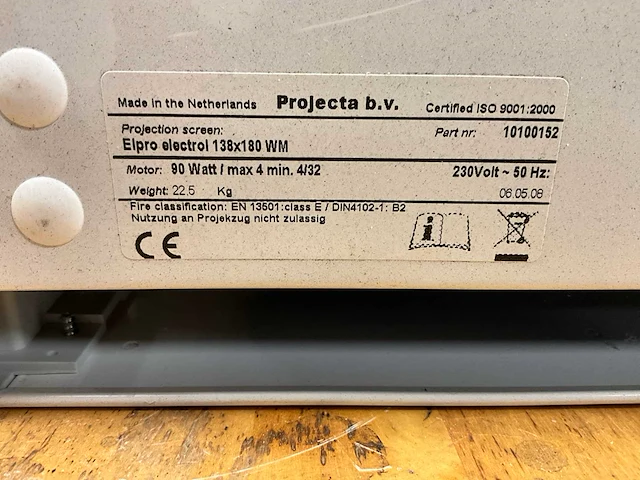 Made in the Netherlands Projecta b.v. Certified ISO 9001:2000
Projection screen: Part nr: 10100152
Elpro electrol 138x180 WM
Motor: 90 Watt / max 4 min. 4/32 230Volt ~ 50 Hz:
Weight: 22.5 Kg 06.05.08
Fire classification: EN 13501:class E / DIN4102-1: B2
Nutzung an Projekzug nicht zulassig
CE
i